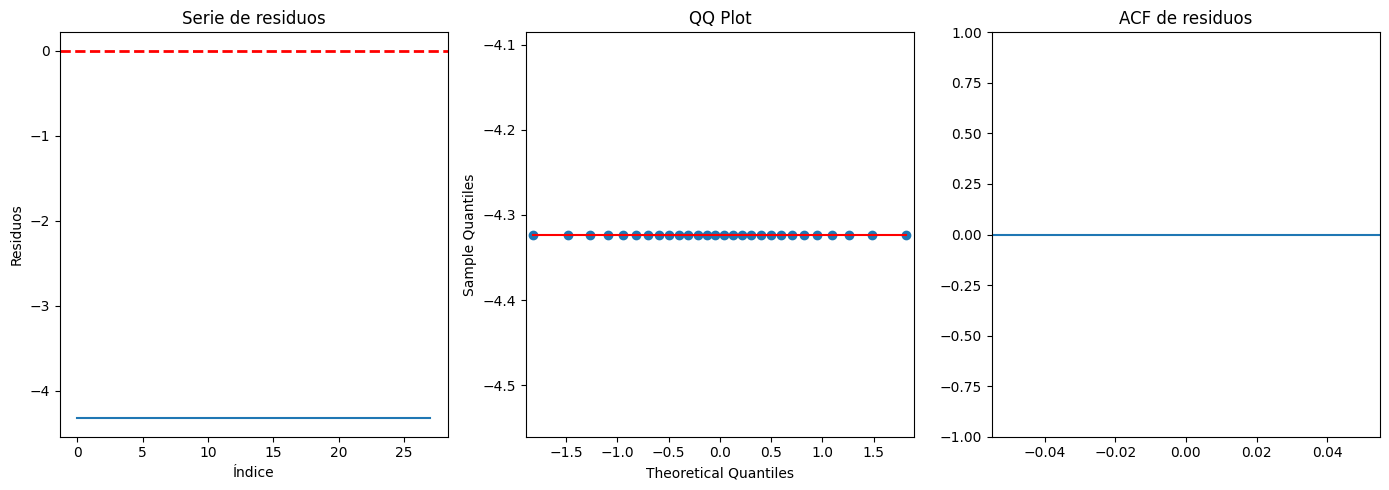 Serie de residuos
0
−1
−2
−3
−4
Residuos
0 5 10 15 20 25
Índice
QQ Plot
−4.1
−4.2
−4.3
−4.4
−4.5
Sample Quantiles
−1.5 −1.0 −0.5 0.0 0.5 1.0 1.5
Theoretical Quantiles
ACF de residuos
1.00
0.75
0.50
0.25
0.00
−0.25
−0.50
−0.75
−1.00
−0.04 −0.02 0.00 0.02 0.04